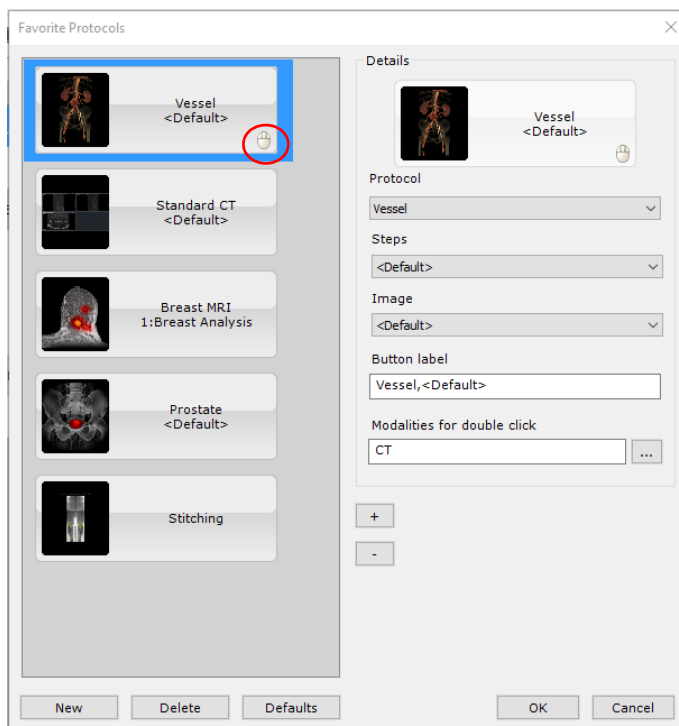 Favorite Protocols
Vessel
<Default>
Standard CT
<Default>
Breast MRI
1:Breast Analysis
Prostate
<Default>
Stitching
Details
Vessel
<Default>
Protocol
Vessel
Steps
<Default>
Image
<Default>
Button label
Vessel,<Default>
Modalities for double click
CT
...
+
-
New
Delete
Defaults
OK
Cancel